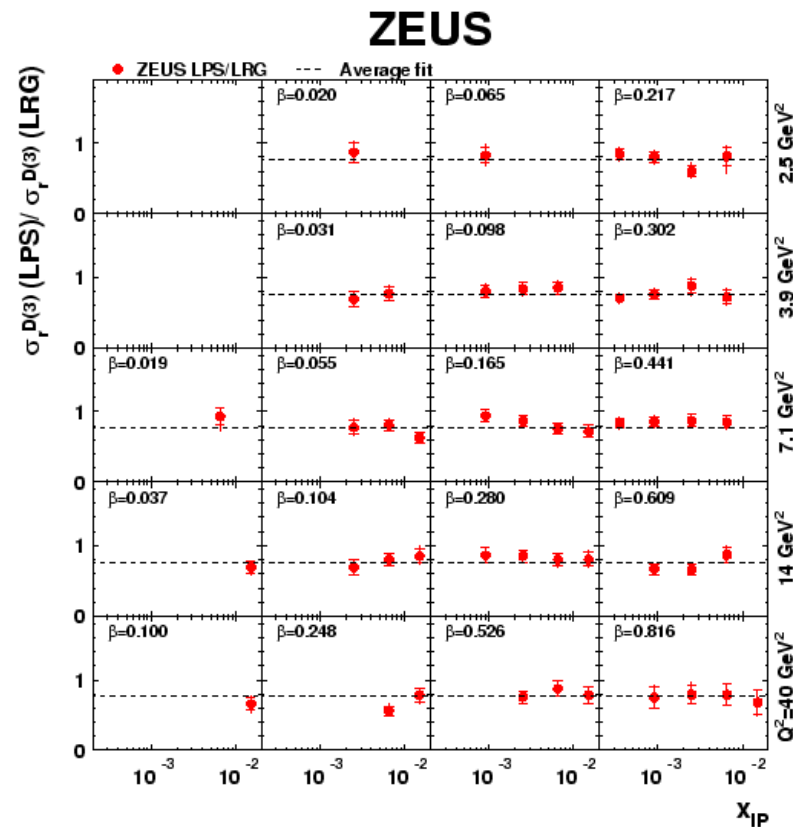 ZEUS
ZEUS LPS/LRG Average fit
σ_r^D(3) (LPS)/ σ_r^D(3) (LRG)
β=0.020 β=0.065 β=0.217
1
0
2.5 GeV²
β=0.031 β=0.098 β=0.302
1
0
3.9 GeV²
β=0.019 β=0.055 β=0.165 β=0.441
1
0
7.1 GeV²
β=0.037 β=0.104 β=0.280 β=0.609
1
0
14 GeV²
β=0.100 β=0.248 β=0.526 β=0.816
1
0
Q²=40 GeV²
10⁻³ 10⁻² 10⁻³ 10⁻² 10⁻³ 10⁻² 10⁻³ 10⁻²
x_IP